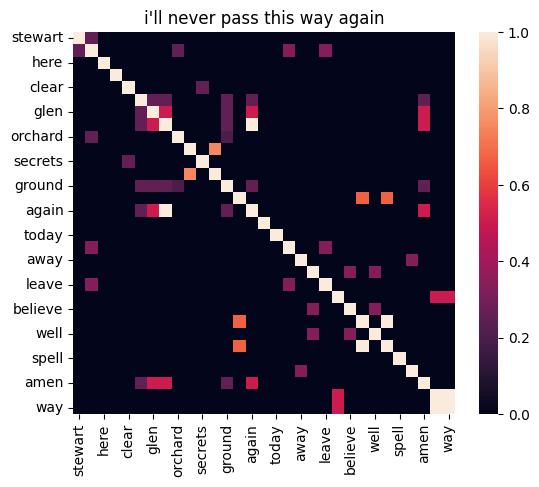 i'll never pass this way again
stewart
here
clear
glen
orchard
secrets
ground
again
today
away
leave
believe
well
spell
amen
way
stewart
here
clear
glen
orchard
secrets
ground
again
today
away
leave
believe
well
spell
amen
way
1.0
0.8
0.6
0.4
0.2
0.0